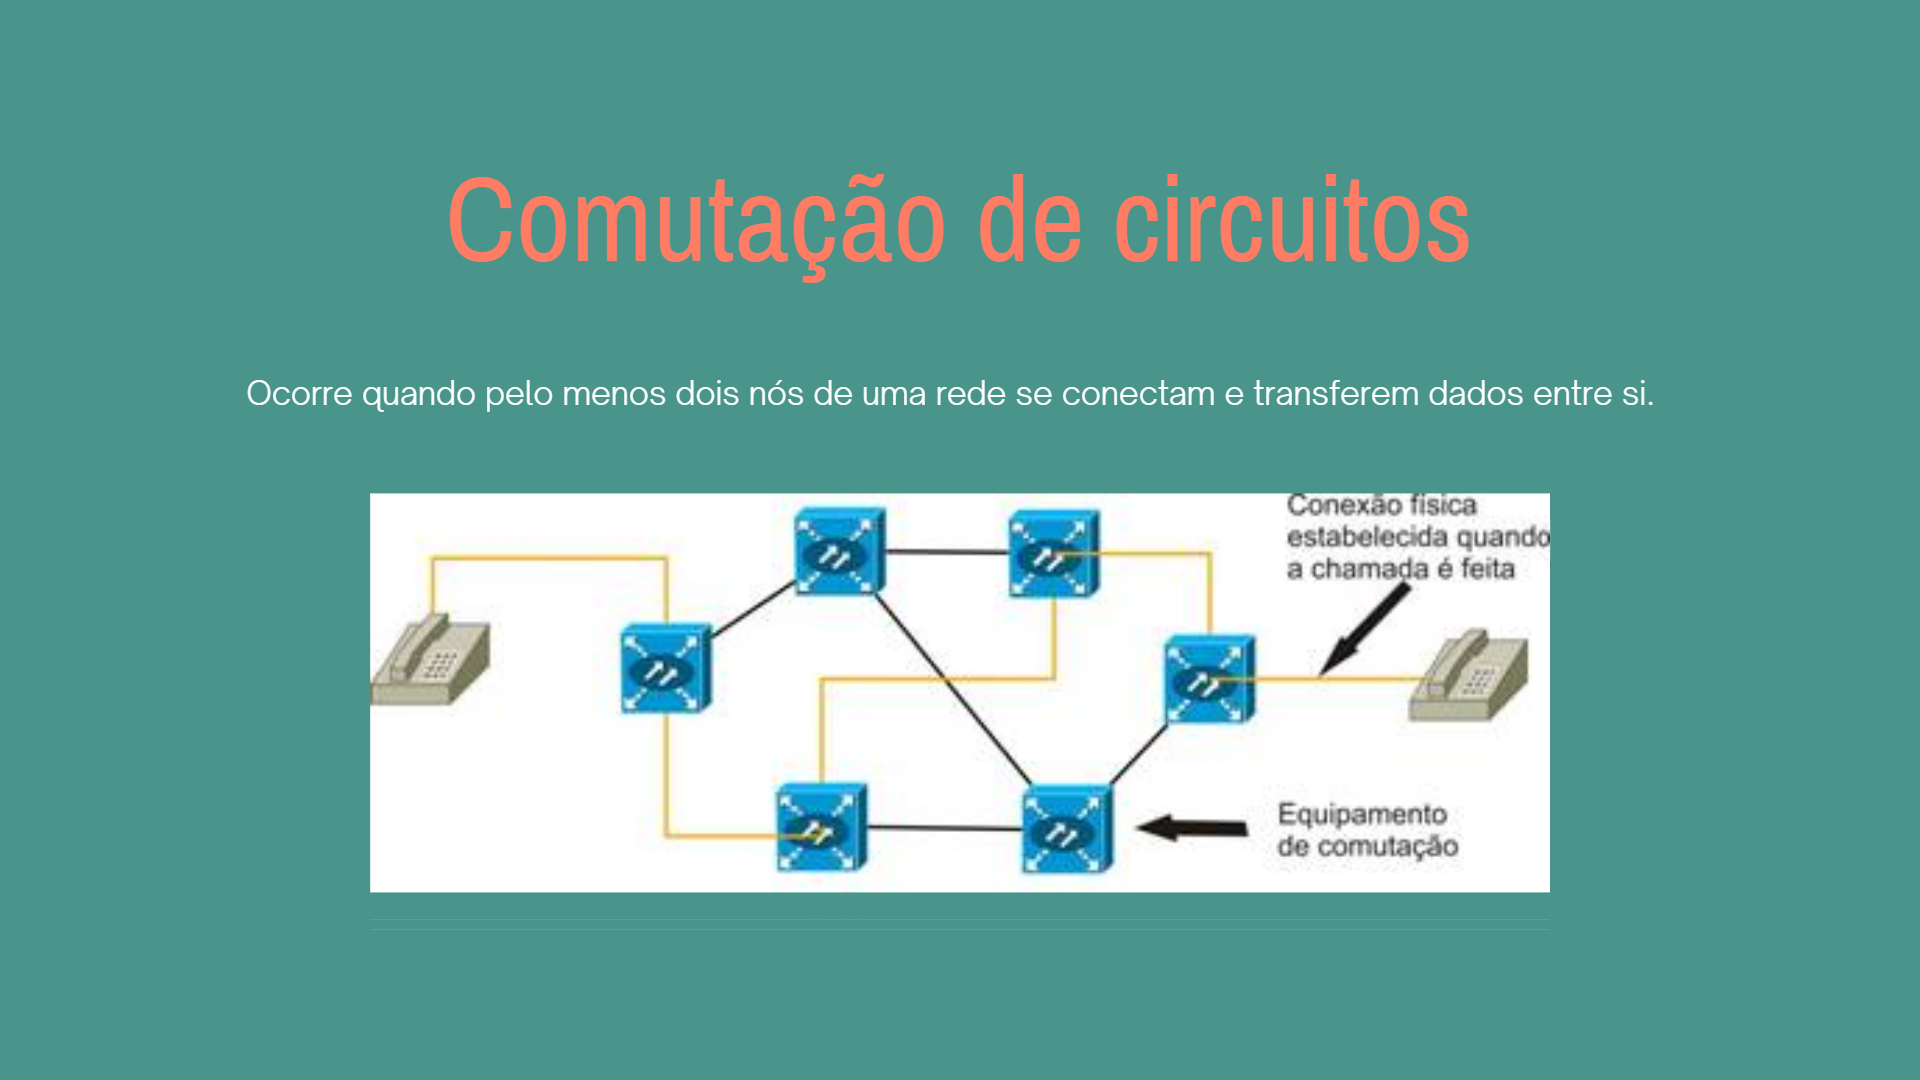 Comutação de circuitos
Ocorre quando pelo menos dois nós de uma rede se conectam e transferem dados entre si.
Conexão física
estabelecida quando
a chamada é feita
Equipamento
de comutação